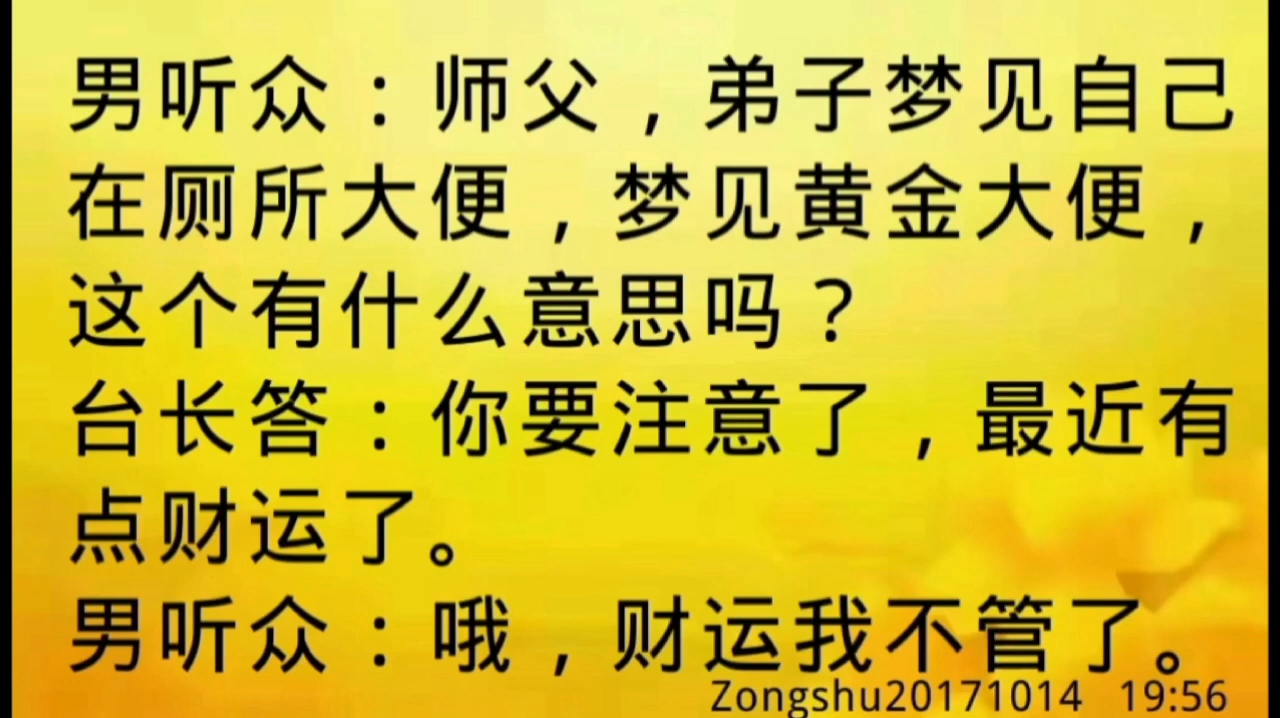 男听众：师父，弟子梦见自己
在厕所大便，梦见黄金大便，
这个有什么意思吗？
台长答：你要注意了，最近有
点财运了。
男听众：哦，财运我不管了。
Zongshu20171014 19:56